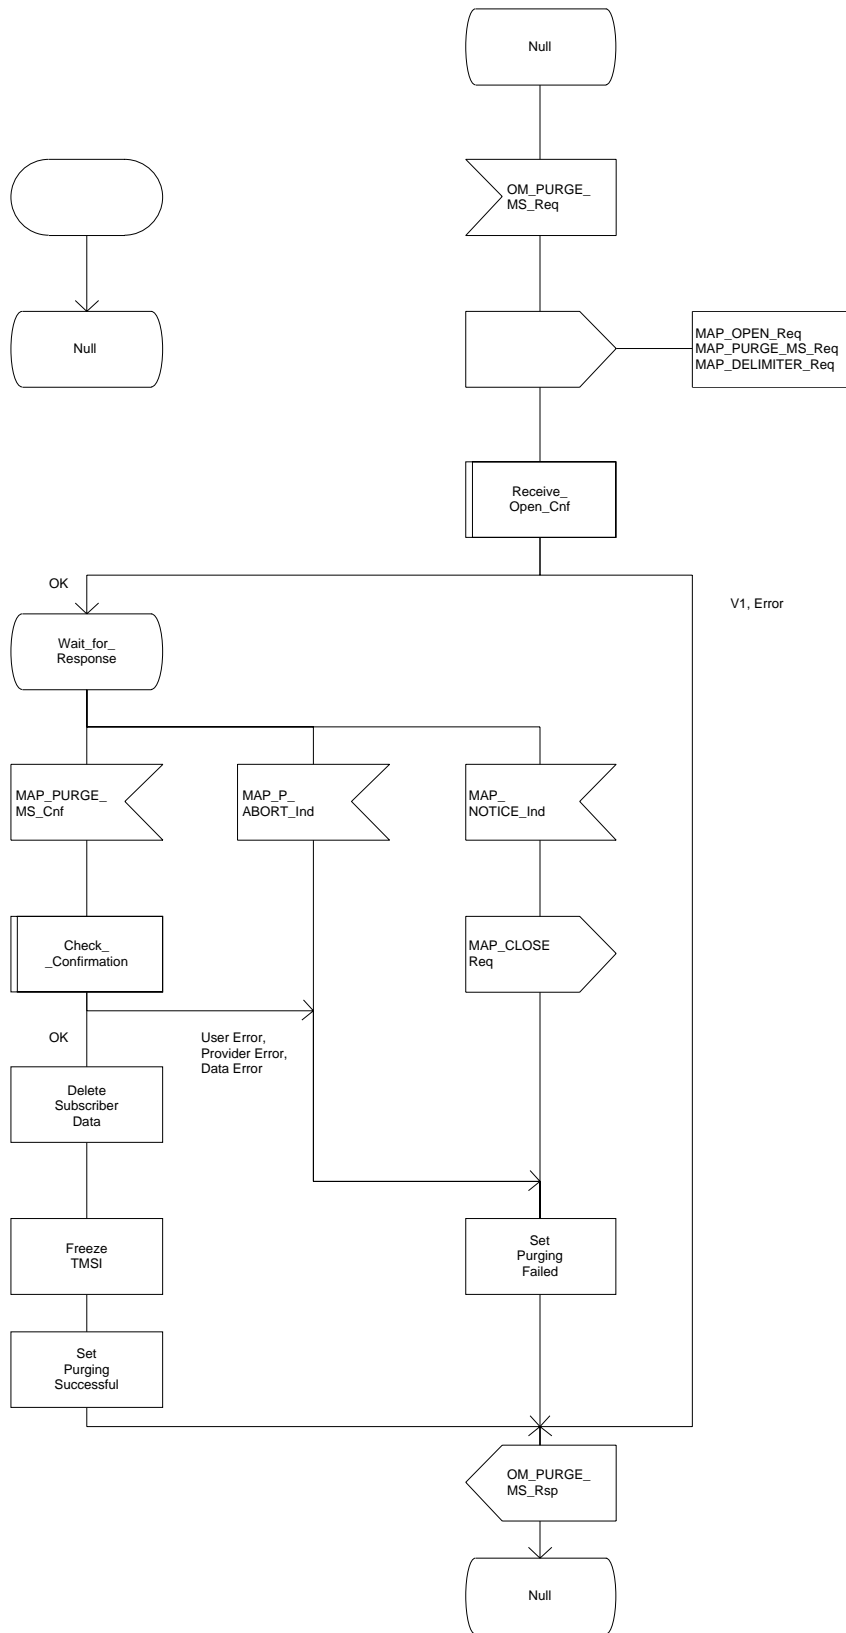 Null
OM_PURGE_
MS_Req
Null
MAP_OPEN_Req
MAP_PURGE_MS_Req
MAP_DELIMITER_Req
Receive_
Open_Cnf
OK
V1, Error
Wait_for_
Response
MAP_PURGE_
MS_Cnf
MAP_P_
ABORT_Ind
MAP_
NOTICE_Ind
Check_
_Confirmation
MAP_CLOSE
Req
OK
User Error,
Provider Error,
Data Error
Delete
Subscriber
Data
Freeze
TMSI
Set
Purging
Failed
Set
Purging
Successful
OM_PURGE_
MS_Rsp
Null